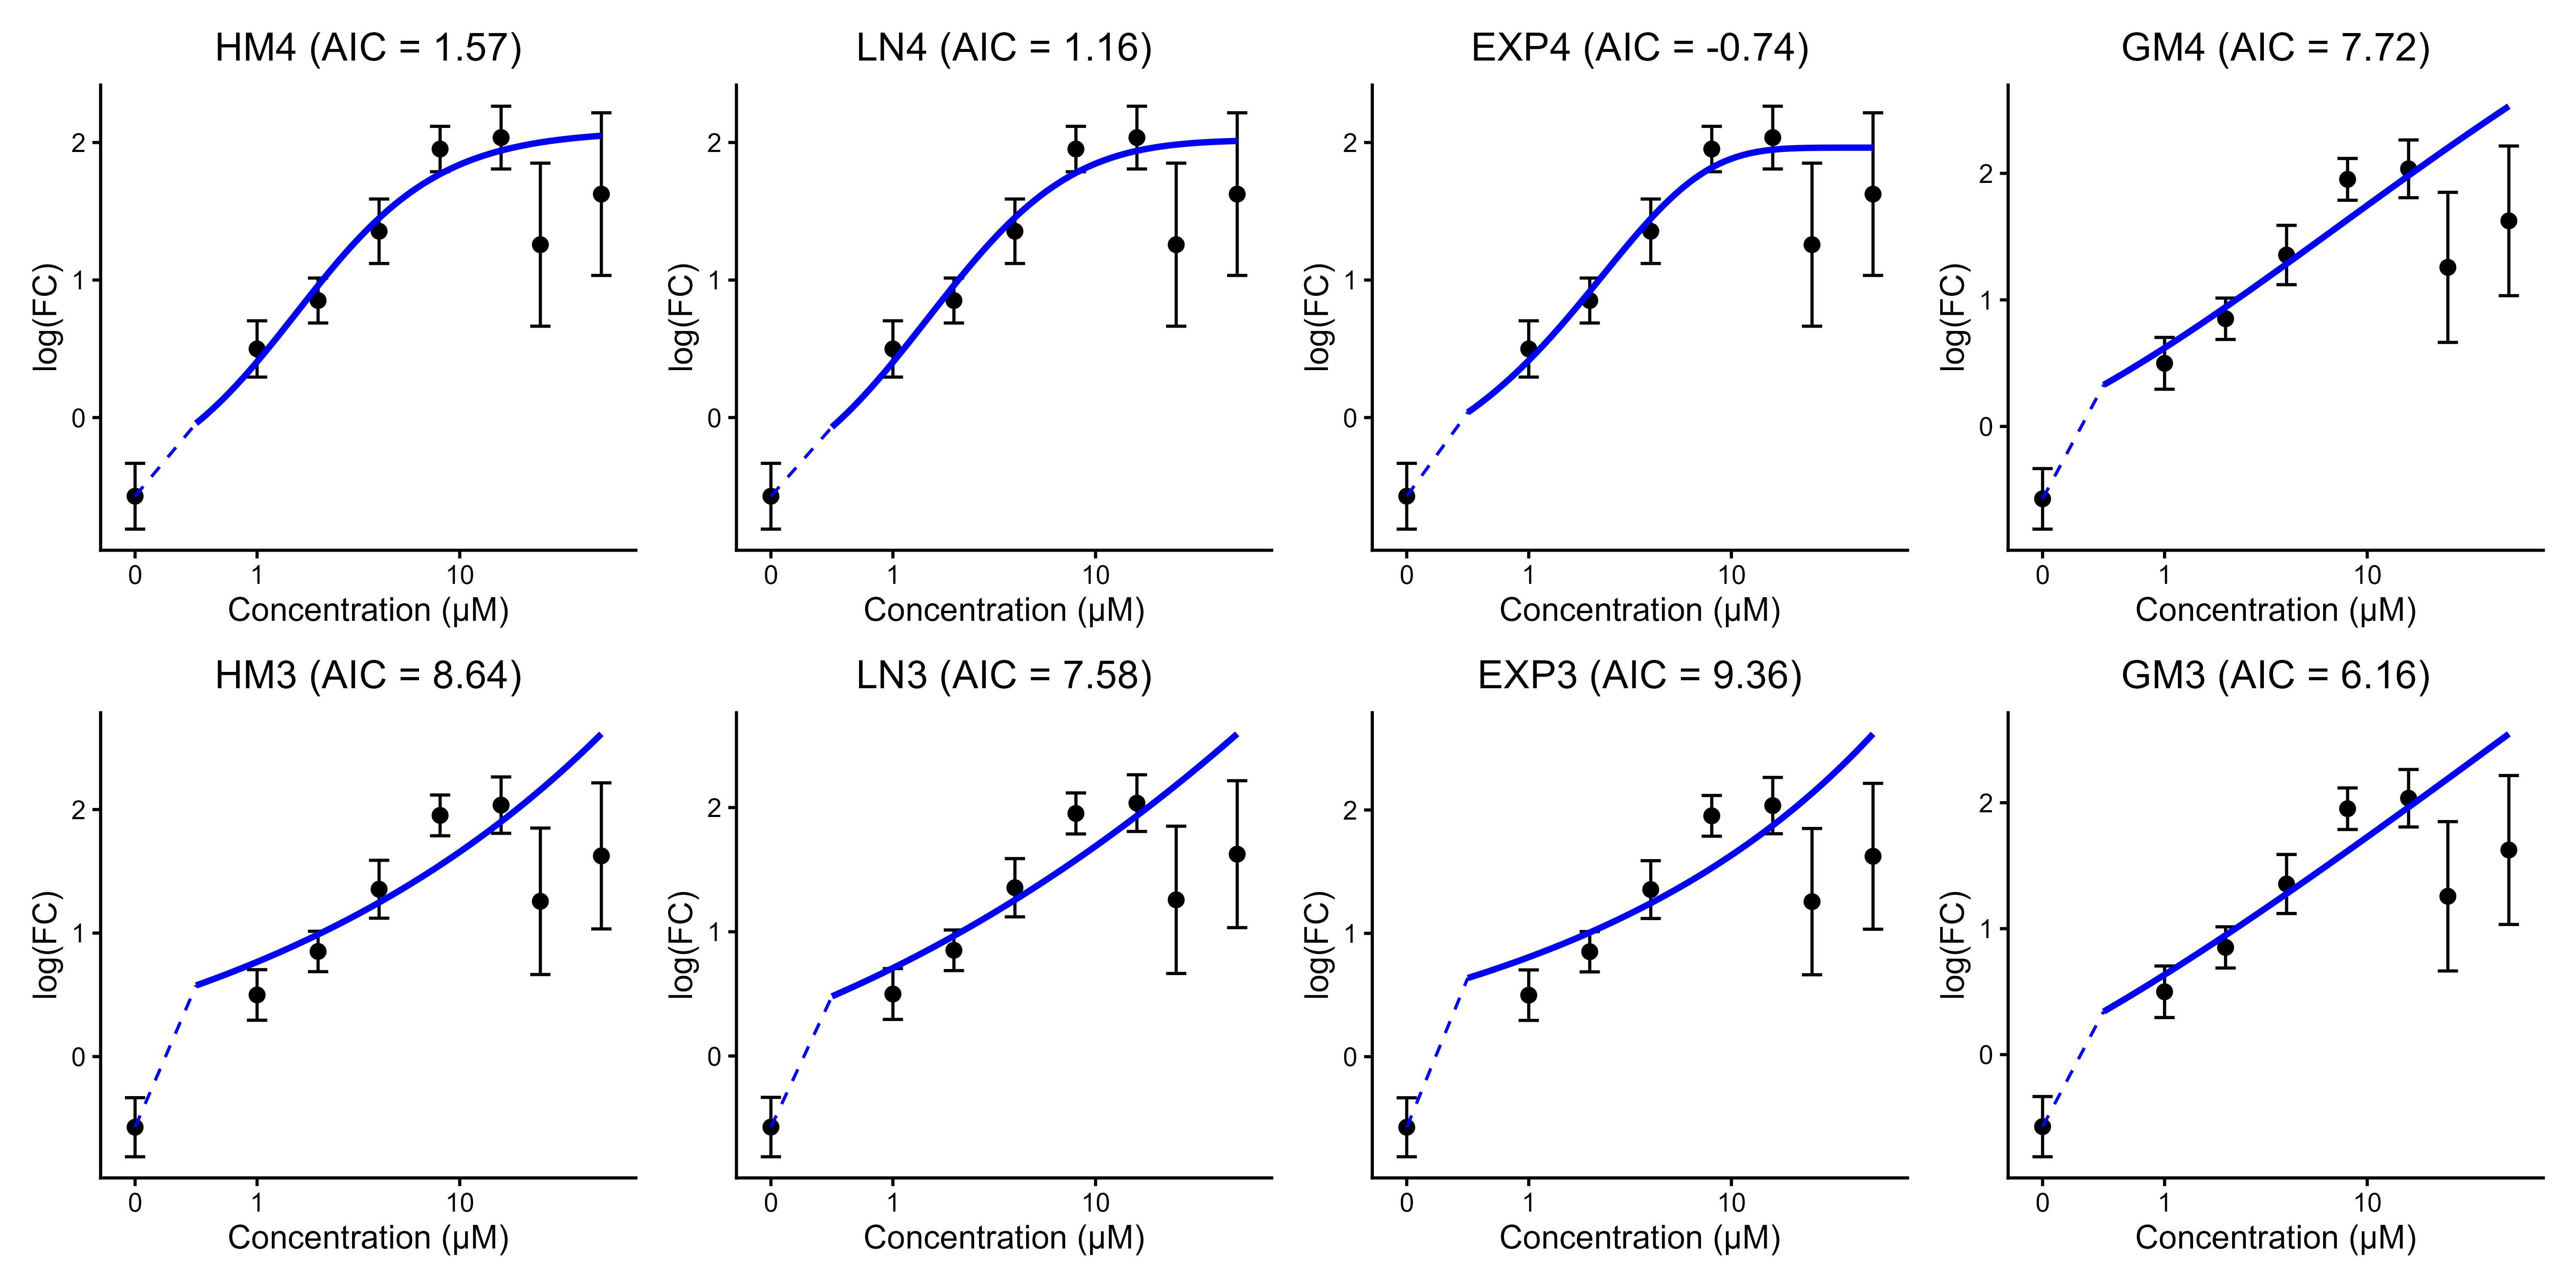 HM4 (AIC = 1.57)
log(FC)
2
1
0
0 1 10
Concentration (µM)
LN4 (AIC = 1.16)
log(FC)
2
1
0
0 1 10
Concentration (µM)
EXP4 (AIC = -0.74)
log(FC)
2
1
0
0 1 10
Concentration (µM)
GM4 (AIC = 7.72)
log(FC)
2
1
0
0 1 10
Concentration (µM)
HM3 (AIC = 8.64)
log(FC)
2
1
0
0 1 10
Concentration (µM)
LN3 (AIC = 7.58)
log(FC)
2
1
0
0 1 10
Concentration (µM)
EXP3 (AIC = 9.36)
log(FC)
2
1
0
0 1 10
Concentration (µM)
GM3 (AIC = 6.16)
log(FC)
2
1
0
0 1 10
Concentration (µM)